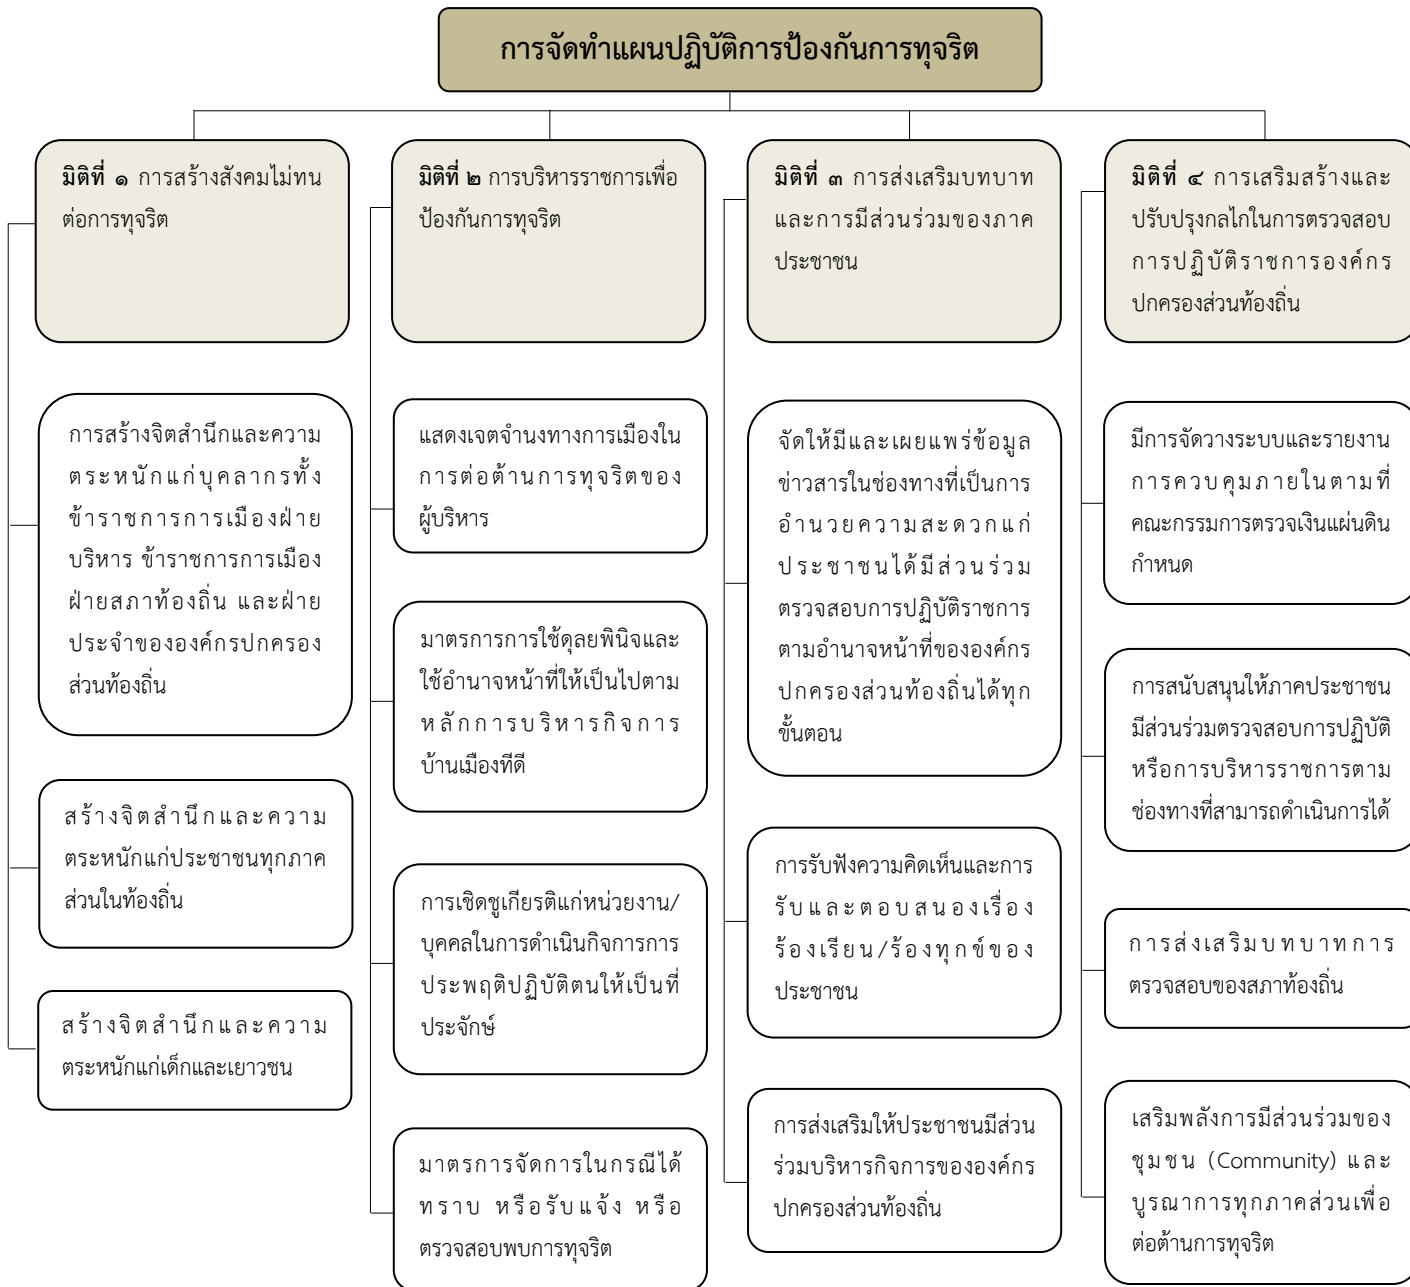 การจัดทำแผนปฏิบัติการป้องกันการทุจริต
มิติที่ ๑ การสร้างสังคมไม่ทน
ต่อการทุจริต
การสร้างจิตสำนึกและความ
ตระหนักแก่บุคลากรทั้ง
ข้าราชการการเมืองฝ่าย
บริหาร ข้าราชการการเมือง
ฝ่ายสภาท้องถิ่น และฝ่าย
ประจำขององค์กรปกครอง
ส่วนท้องถิ่น
สร้างจิตสำนึกและความ
ตระหนักแก่ประชาชนทุกภาค
ส่วนในท้องถิ่น
สร้างจิตสำนึกและความ
ตระหนักแก่เด็กและเยาวชน
มิติที่ ๒ การบริหารราชการเพื่อ
ป้องกันการทุจริต
แสดงเจตจำนงทางการเมืองใน
การต่อต้านการทุจริตของ
ผู้บริหาร
มาตรการการใช้ดุลยพินิจและ
ใช้อำนาจหน้าที่ให้เป็นไปตาม
หลักการบริหารกิจการ
บ้านเมืองทีดี
การเชิดชูเกียรติแก่หน่วยงาน/
บุคคลในการดำเนินกิจการการ
ประพฤติปฏิบัติตนให้เป็นที่
ประจักษ์
มาตรการจัดการในกรณีได้
ทราบ หรือรับแจ้ง หรือ
ตรวจสอบพบการทุจริต
มิติที่ ๓ การส่งเสริมบทบาท
และการมีส่วนร่วมของภาค
ประชาชน
จัดให้มีและเผยแพร่ข้อมูล
ข่าวสารในช่องทางที่เป็นการ
อำนวยความสะดวกแก่
ประชาชนได้มีส่วนร่วม
ตรวจสอบการปฏิบัติราชการ
ตามอำนาจหน้าที่ขององค์กร
ปกครองส่วนท้องถิ่นได้ทุก
ขั้นตอน
การรับฟังความคิดเห็นและการ
รับและตอบสนองเรื่อง
ร้องเรียน/ร้องทุกข์ของ
ประชาชน
การส่งเสริมให้ประชาชนมีส่วน
ร่วมบริหารกิจการขององค์กร
ปกครองส่วนท้องถิ่น
มิติที่ ๔ การเสริมสร้างและ
ปรับปรุงกลไกในการตรวจสอบ
การปฏิบัติราชการองค์กร
ปกครองส่วนท้องถิ่น
มีการจัดวางระบบและรายงาน
การควบคุมภายในตามที่
คณะกรรมการตรวจเงินแผ่นดิน
กำหนด
การสนับสนุนให้ภาคประชาชน
มีส่วนร่วมตรวจสอบการปฏิบัติ
หรือการบริหารราชการตาม
ช่องทางที่สามารถดำเนินการได้
การส่งเสริมบทบาทการ
ตรวจสอบของสภาท้องถิ่น
เสริมพลังการมีส่วนร่วมของ
ชุมชน (Community) และ
บูรณาการทุกภาคส่วนเพื่อ
ต่อต้านการทุจริต